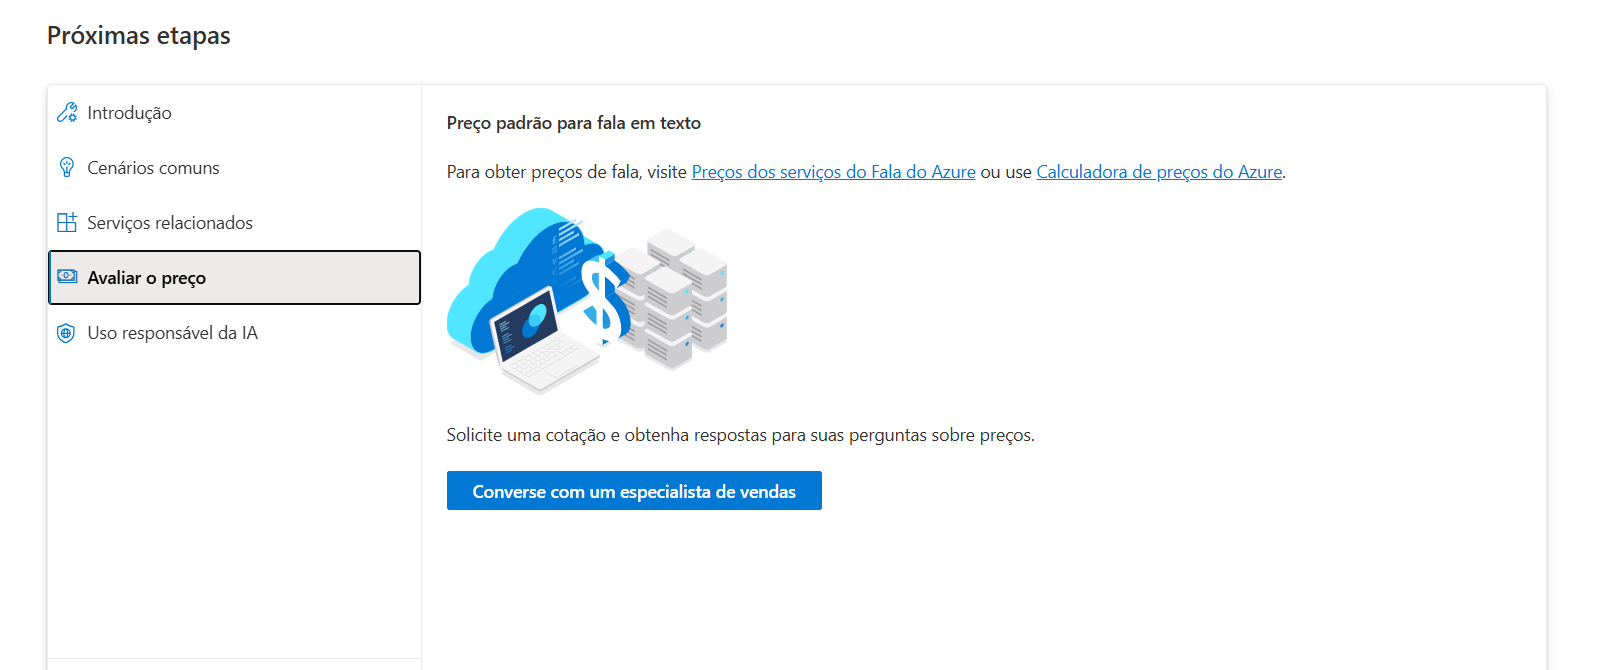 Próximas etapas
Introdução
Cenários comuns
Serviços relacionados
Avaliar o preço
Uso responsável da IA
Preço padrão para fala em texto
Para obter preços de fala, visite Preços dos serviços do Fala do Azure ou use Calculadora de preços do Azure.
Solicite uma cotação e obtenha respostas para suas perguntas sobre preços.
Converse com um especialista de vendas